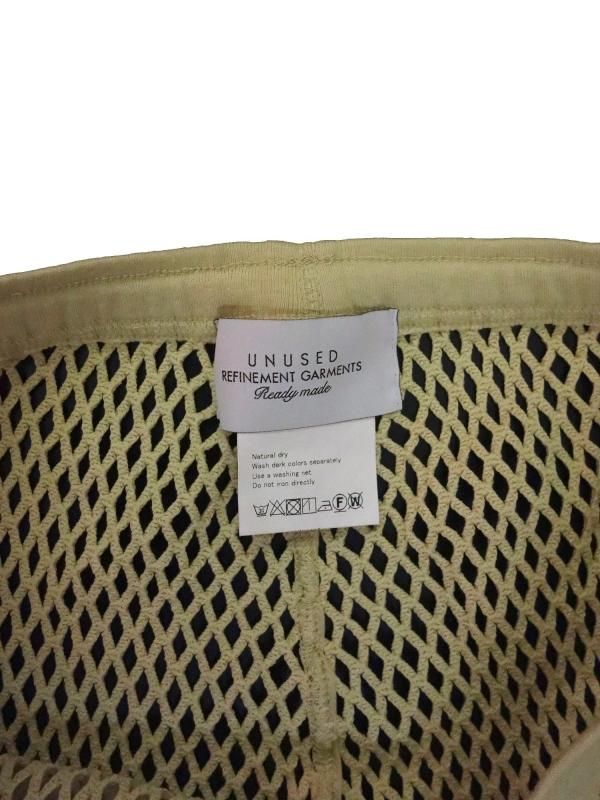 UNUSED
REFINEMENT GARMENTS
Ready made
Natural dry
Wash dark colors separately
Use a washing net
Do not iron directly
F W